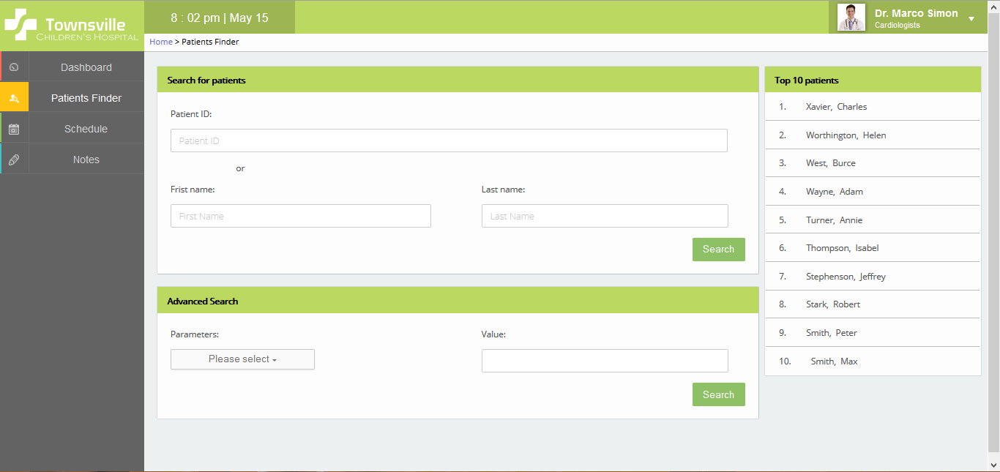 Townsville
CHILDREN'S HOSPITAL
8 : 02 pm | May 15
Dr. Marco Simon
Cardiologists
Home > Patients Finder
Dashboard
Patients Finder
Schedule
Notes
Search for patients
Patient ID:
Patient ID
or
Frist name:
Last name:
First Name
Last Name
Search
Advanced Search
Parameters:
Value:
Please select
Search
Top 10 patients
1. Xavier, Charles
2. Worthington, Helen
3. West, Burce
4. Wayne, Adam
5. Turner, Annie
6. Thompson, Isabel
7. Stephenson, Jeffrey
8. Stark, Robert
9. Smith, Peter
10. Smith, Max